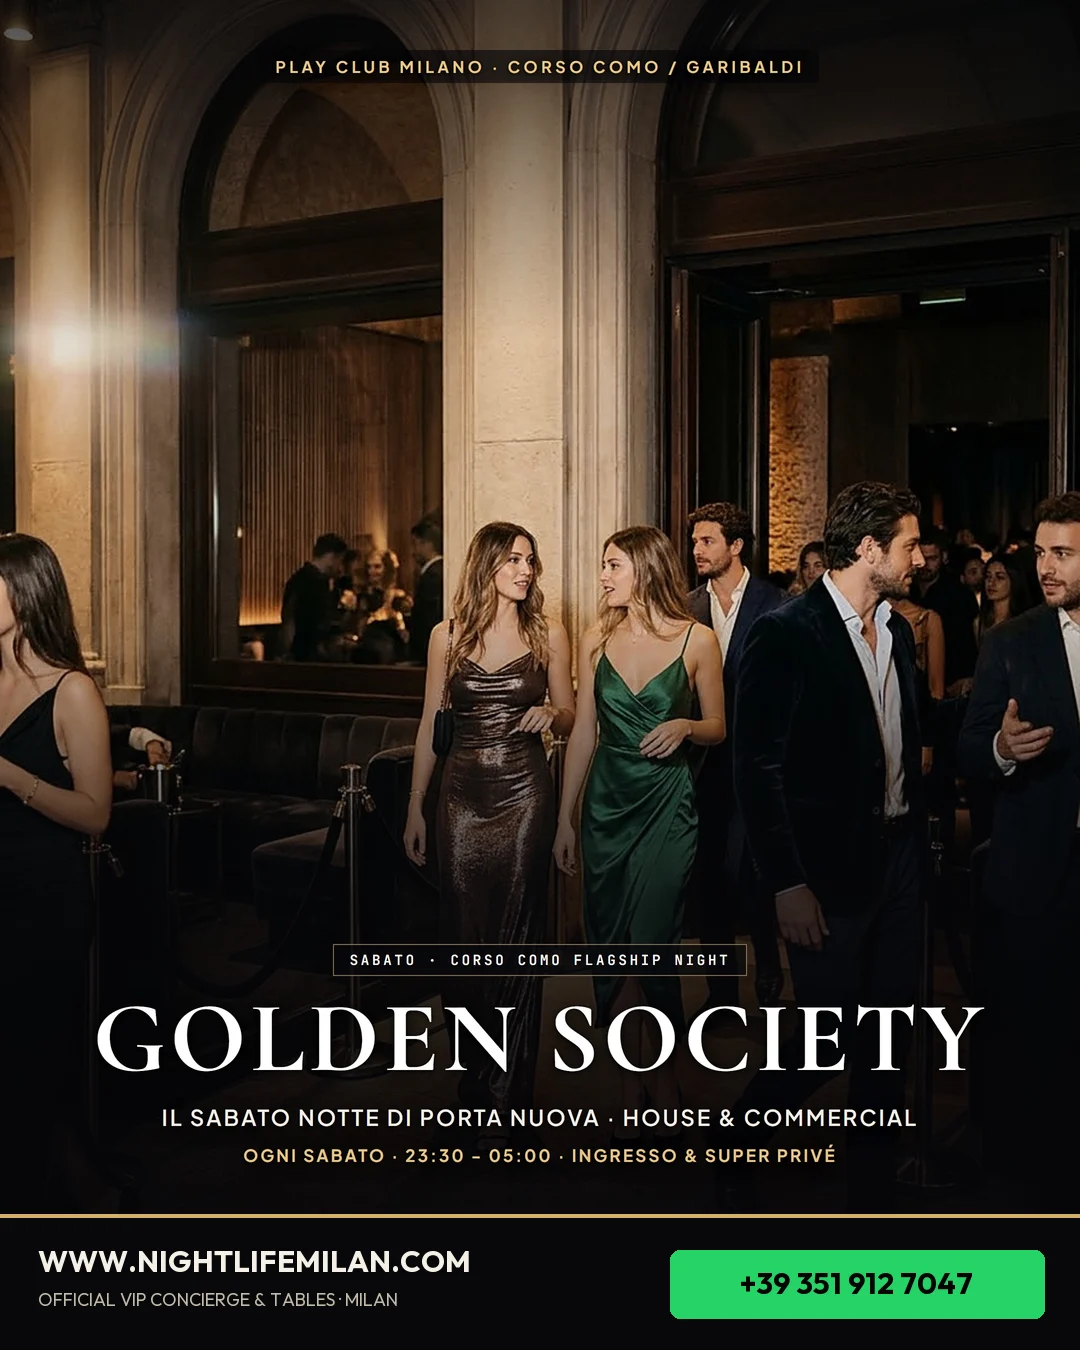 PLAY CLUB MILANO · CORSO COMO / GARIBALDI
SABATO · CORSO COMO FLAGSHIP NIGHT
GOLDEN SOCIETY
IL SABATO NOTTE DI PORTA NUOVA · HOUSE & COMMERCIAL
OGNI SABATO · 23:30 – 05:00 · INGRESSO & SUPER PRIVÉ
WWW.NIGHTLIFEMILAN.COM
OFFICIAL VIP CONCIERGE & TABLES · MILAN
+39 351 912 7047